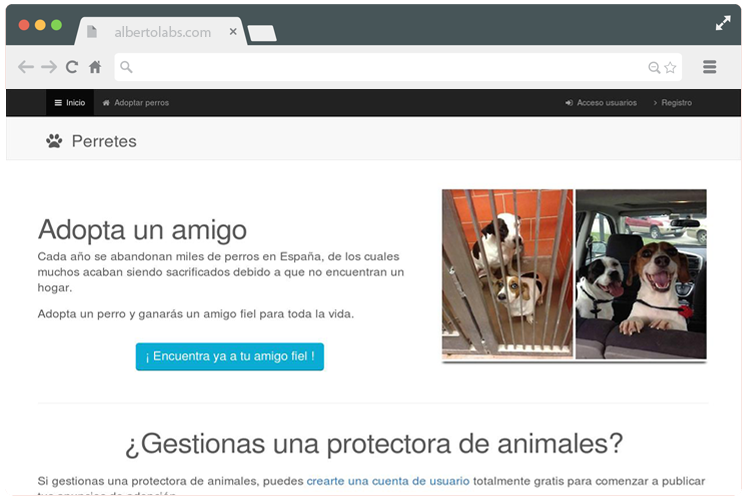 albertolabs.com
Inicio Adoptar perros Acceso usuarios Registro
Perretes
Adopta un amigo
Cada año se abandonan miles de perros en España, de los cuales
muchos acaban siendo sacrificados debido a que no encuentran un
hogar.
Adopta un perro y ganarás un amigo fiel para toda la vida.
¡ Encuentra ya a tu amigo fiel !
¿Gestionas una protectora de animales?
Si gestionas una protectora de animales, puedes crearte una cuenta de usuario totalmente gratis para comenzar a publicar